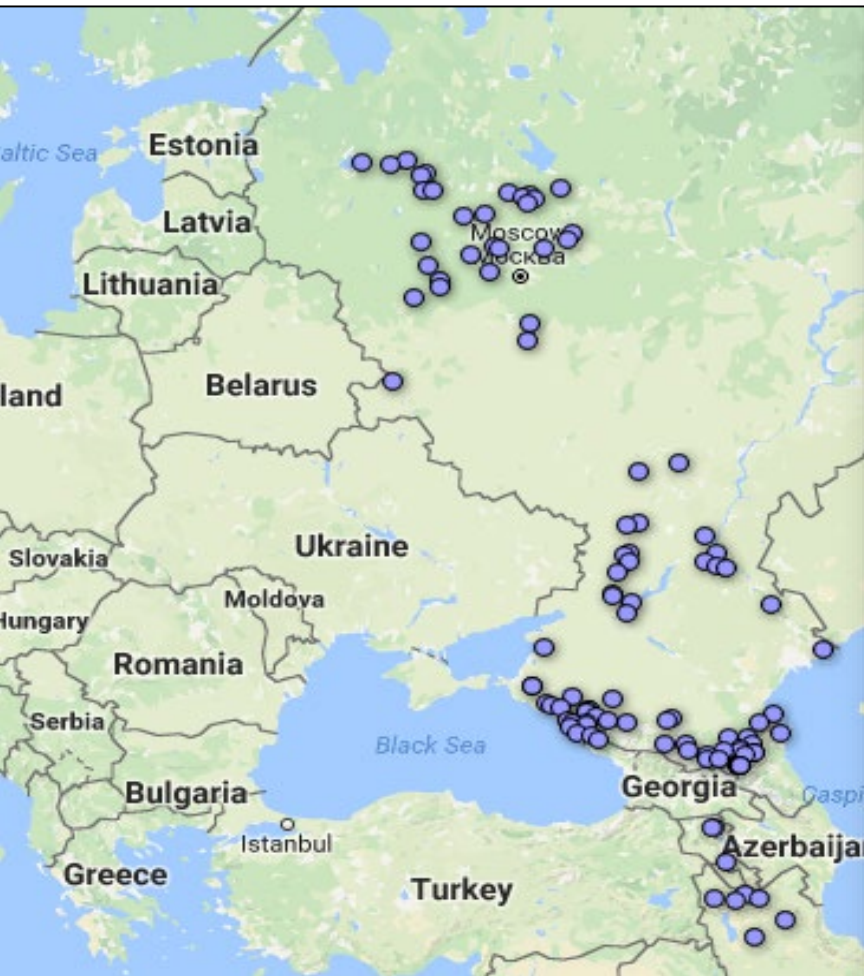 Estonia
altic Sea
Latvia
Moscow
Москва
Lithuania
Belarus
land
Ukraine
Slovakia
Moldova
Hungary
Romania
Serbia
Black Sea
Georgia
Bulgaria
Caspi
Istanbul
Azerbaijan
Greece
Turkey